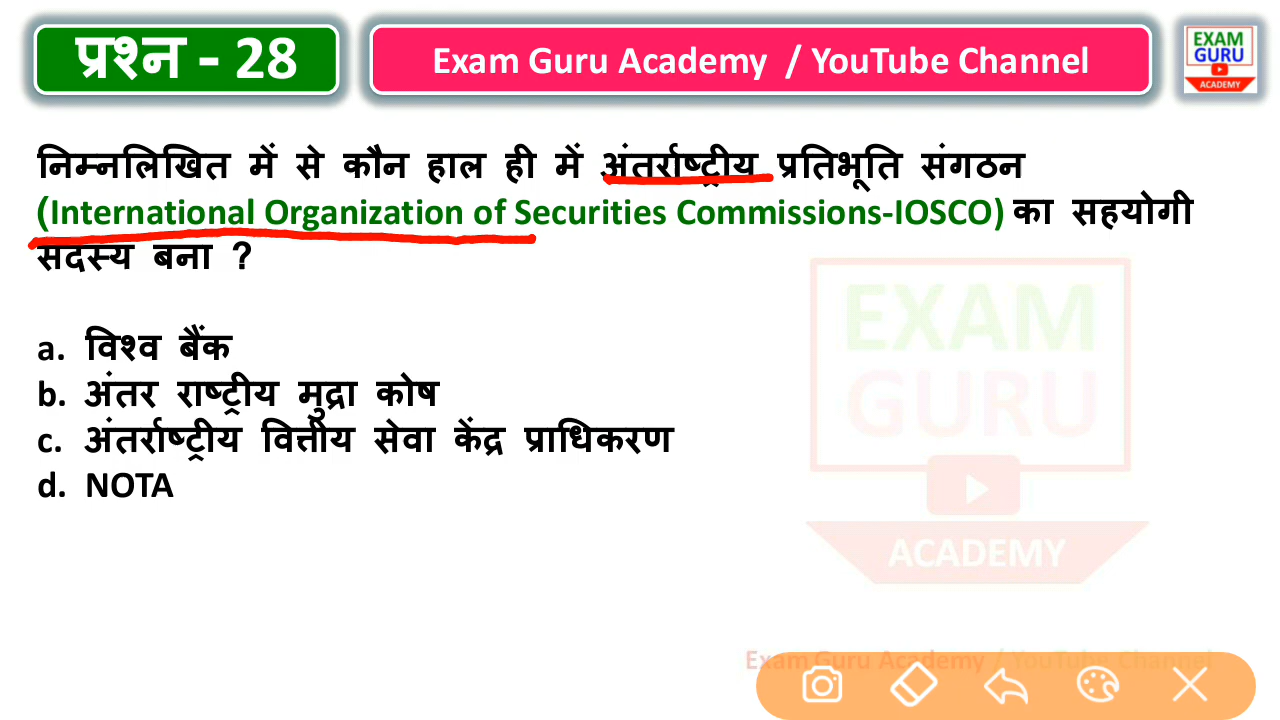 प्रश्न - 28
Exam Guru Academy / YouTube Channel
EXAM
GURU
ACADEMY
निम्नलिखित में से कौन हाल ही में अंतर्राष्ट्रीय प्रतिभूति संगठन
(International Organization of Securities Commissions-IOSCO) का सहयोगी
सदस्य बना ?
a. विश्व बैंक
b. अंतर राष्ट्रीय मुद्रा कोष
c. अंतर्राष्ट्रीय वित्तीय सेवा केंद्र प्राधिकरण
d. NOTA
EXAM
GURU
ACADEMY
Exam Guru Academy / YouTube Channel